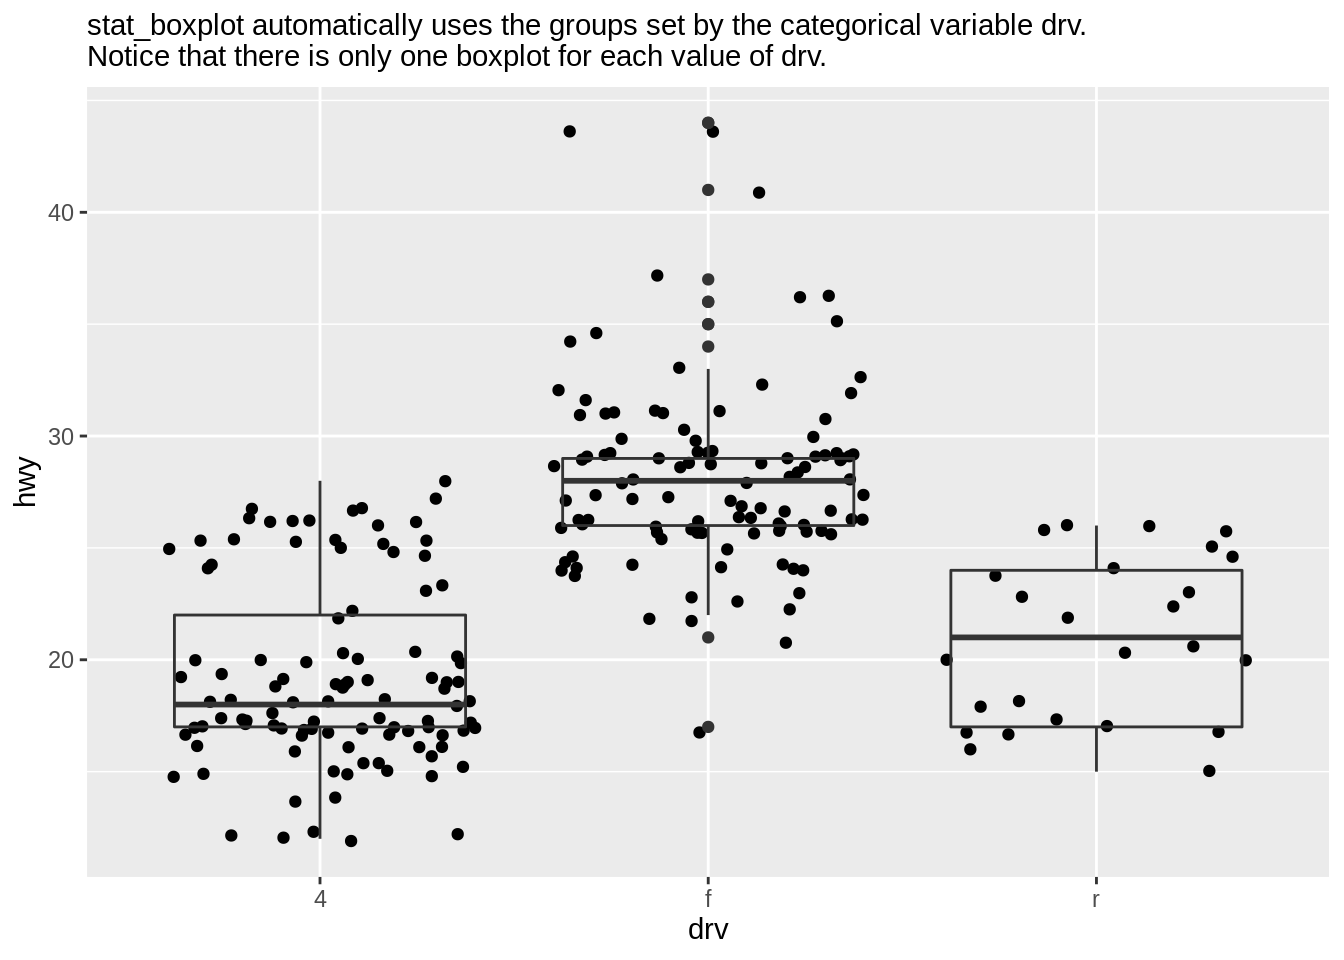 stat_boxplot automatically uses the groups set by the categorical variable drv.
Notice that there is only one boxplot for each value of drv.
hwy
40
30
20
4
f
r
drv